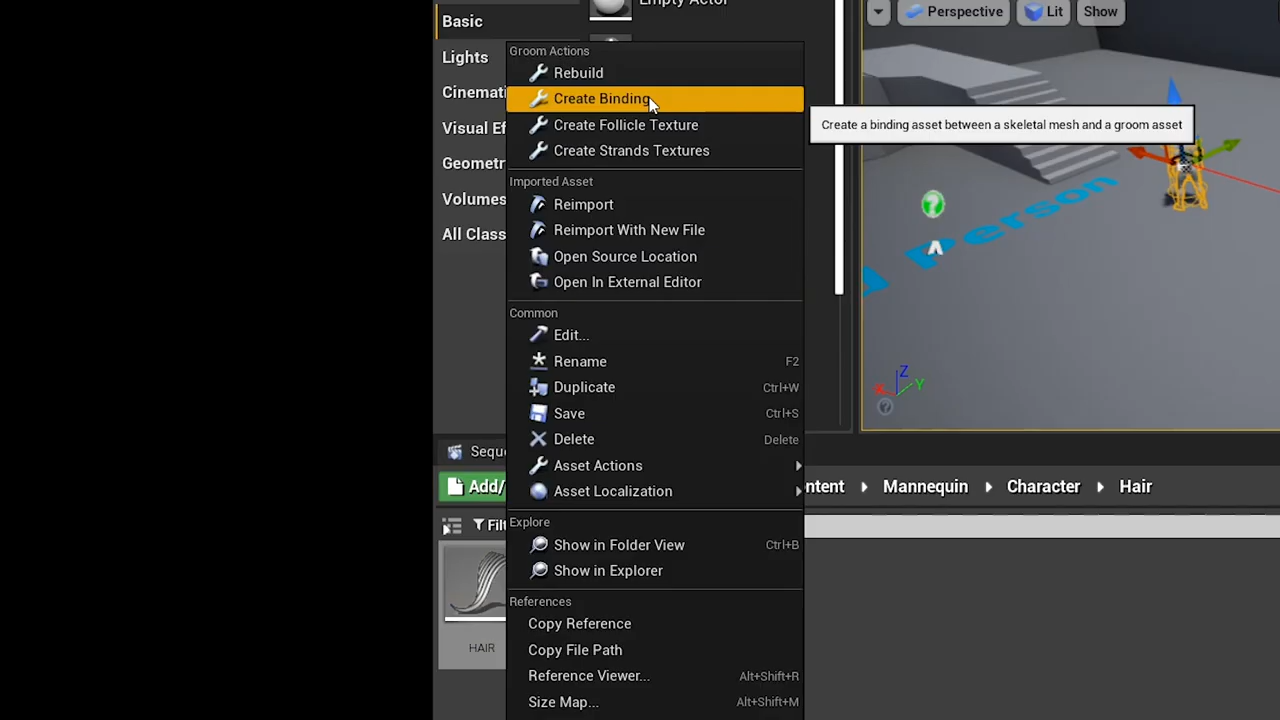 Empty Actor
Basic
Lights
Cinemati
Visual Ef
Geometr
Volumes
All Class
Groom Actions
Rebuild
Create Binding
Create Follicle Texture
Create Strands Textures
Imported Asset
Reimport
Reimport With New File
Open Source Location
Open In External Editor
Common
Edit...
Rename F2
Duplicate Ctrl+W
Save Ctrl+S
Delete Delete
Asset Actions
Asset Localization
Explore
Show in Folder View Ctrl+B
Show in Explorer
References
Copy Reference
Copy File Path
Reference Viewer... Alt+Shift+R
Size Map... Alt+Shift+M
Create a binding asset between a skeletal mesh and a groom asset
Perspective Lit Show
Person
Z
X Y
Sequ
Add/
ntent Mannequin Character Hair
Filt
HAIR